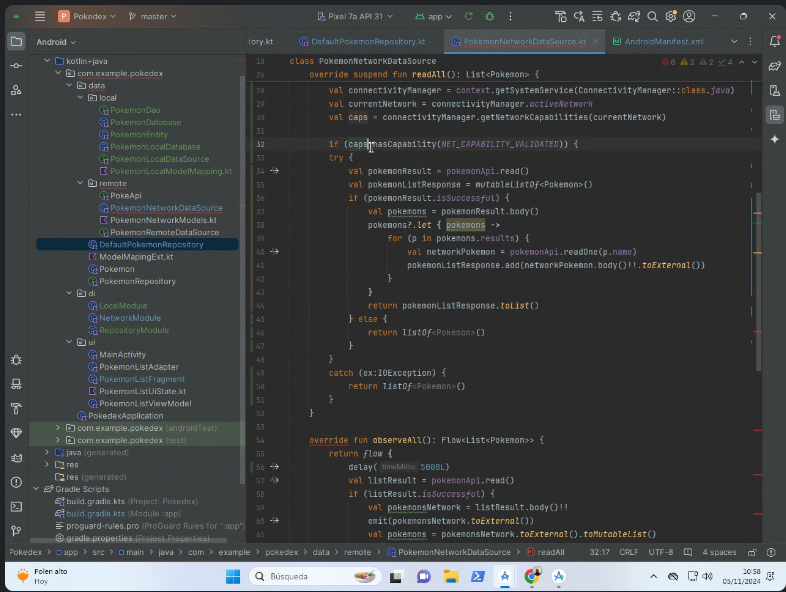 Pokedex
master
Pixel 7a API 31
app
Android
ory.kt
DefaultPokemonRepository.kt
PokemonNetworkDataSource.kt
AndroidManifest.xml
kotlin+java
com.example.pokedex
data
local
PokemonDao
PokemonDatabase
PokemonEntity
PokemonLocalDatabase
PokemonLocalDataSource
PokemonLocalModelMapping.kt
remote
PokeApi
PokemonNetworkDataSource
PokemonNetworkModels.kt
PokemonRemoteDataSource
DefaultPokemonRepository
ModelMapingExt.kt
Pokemon
PokemonRepository
di
LocalModule
NetworkModule
RepositoryModule
ui
MainActivity
PokemonListAdapter
PokemonListFragment
PokemonListUiState.kt
PokemonListViewModel
PokedexApplication
com.example.pokedex (androidTest)
com.example.pokedex (test)
java (generated)
res
res (generated)
Gradle Scripts
build.gradle.kts (Project: Pokedex)
build.gradle.kts (Module :app)
proguard-rules.pro (ProGuard Rules for ":app")
gradle.properties (Project Properties)
18 class PokemonNetworkDataSource
26 override suspend fun readAll(): List<Pokemon> {
6 2 2 4
28 val connectivityManager = context.getSystemService(ConnectivityManager::class.java)
29 val currentNetwork = connectivityManager.activeNetwork
30 val caps = connectivityManager.getNetworkCapabilities(currentNetwork)
31
32 if (caps.hasCapability(NET_CAPABILITY_VALIDATED)) {
33 try {
34 val pokemonResult = pokemonApi.read()
35 val pokemonListResponse = mutableListOf<Pokemon>()
36 if (pokemonResult.isSuccessful) {
37 val pokemons = pokemonResult.body()
38 pokemons?.let { pokemons ->
39 for (p in pokemons.results) {
40 val networkPokemon = pokemonApi.readOne(p.name)
41 pokemonListResponse.add(networkPokemon.body()!!.toExternal())
42 }
43 }
44 return pokemonListResponse.toList()
45 } else {
46 return listOf<Pokemon>()
47 }
48 }
49 catch (ex:IOException) {
50 return listOf<Pokemon>()
51 }
52 }
53
54 override fun observeAll(): Flow<List<Pokemon>> {
55 return flow {
56 delay( timeMillis: 5000L)
57 val listResult = pokemonApi.read()
58 if (listResult.isSuccessful) {
59 val pokemonsNetwork = listResult.body()!!
60 emit(pokemonsNetwork.toExternal())
61 val pokemons = pokemonsNetwork.toExternal().toMutableList()
Pokedex > app > src > main > java > com > example > pokedex > data > remote > PokemonNetworkDataSource > readAll
32:17 CRLF UTF-8 4 spaces
Polen alto
Hoy
Búsqueda
10:58
05/11/2024